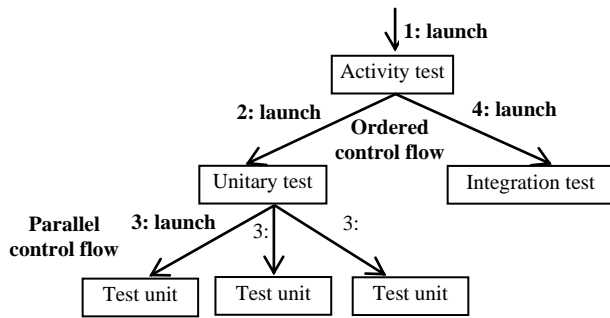 1: launch
Activity test
2: launch
4: launch
Ordered
control flow
Unitary test
Integration test
Parallel
control flow
3: launch
3:
3:
Test unit
Test unit
Test unit